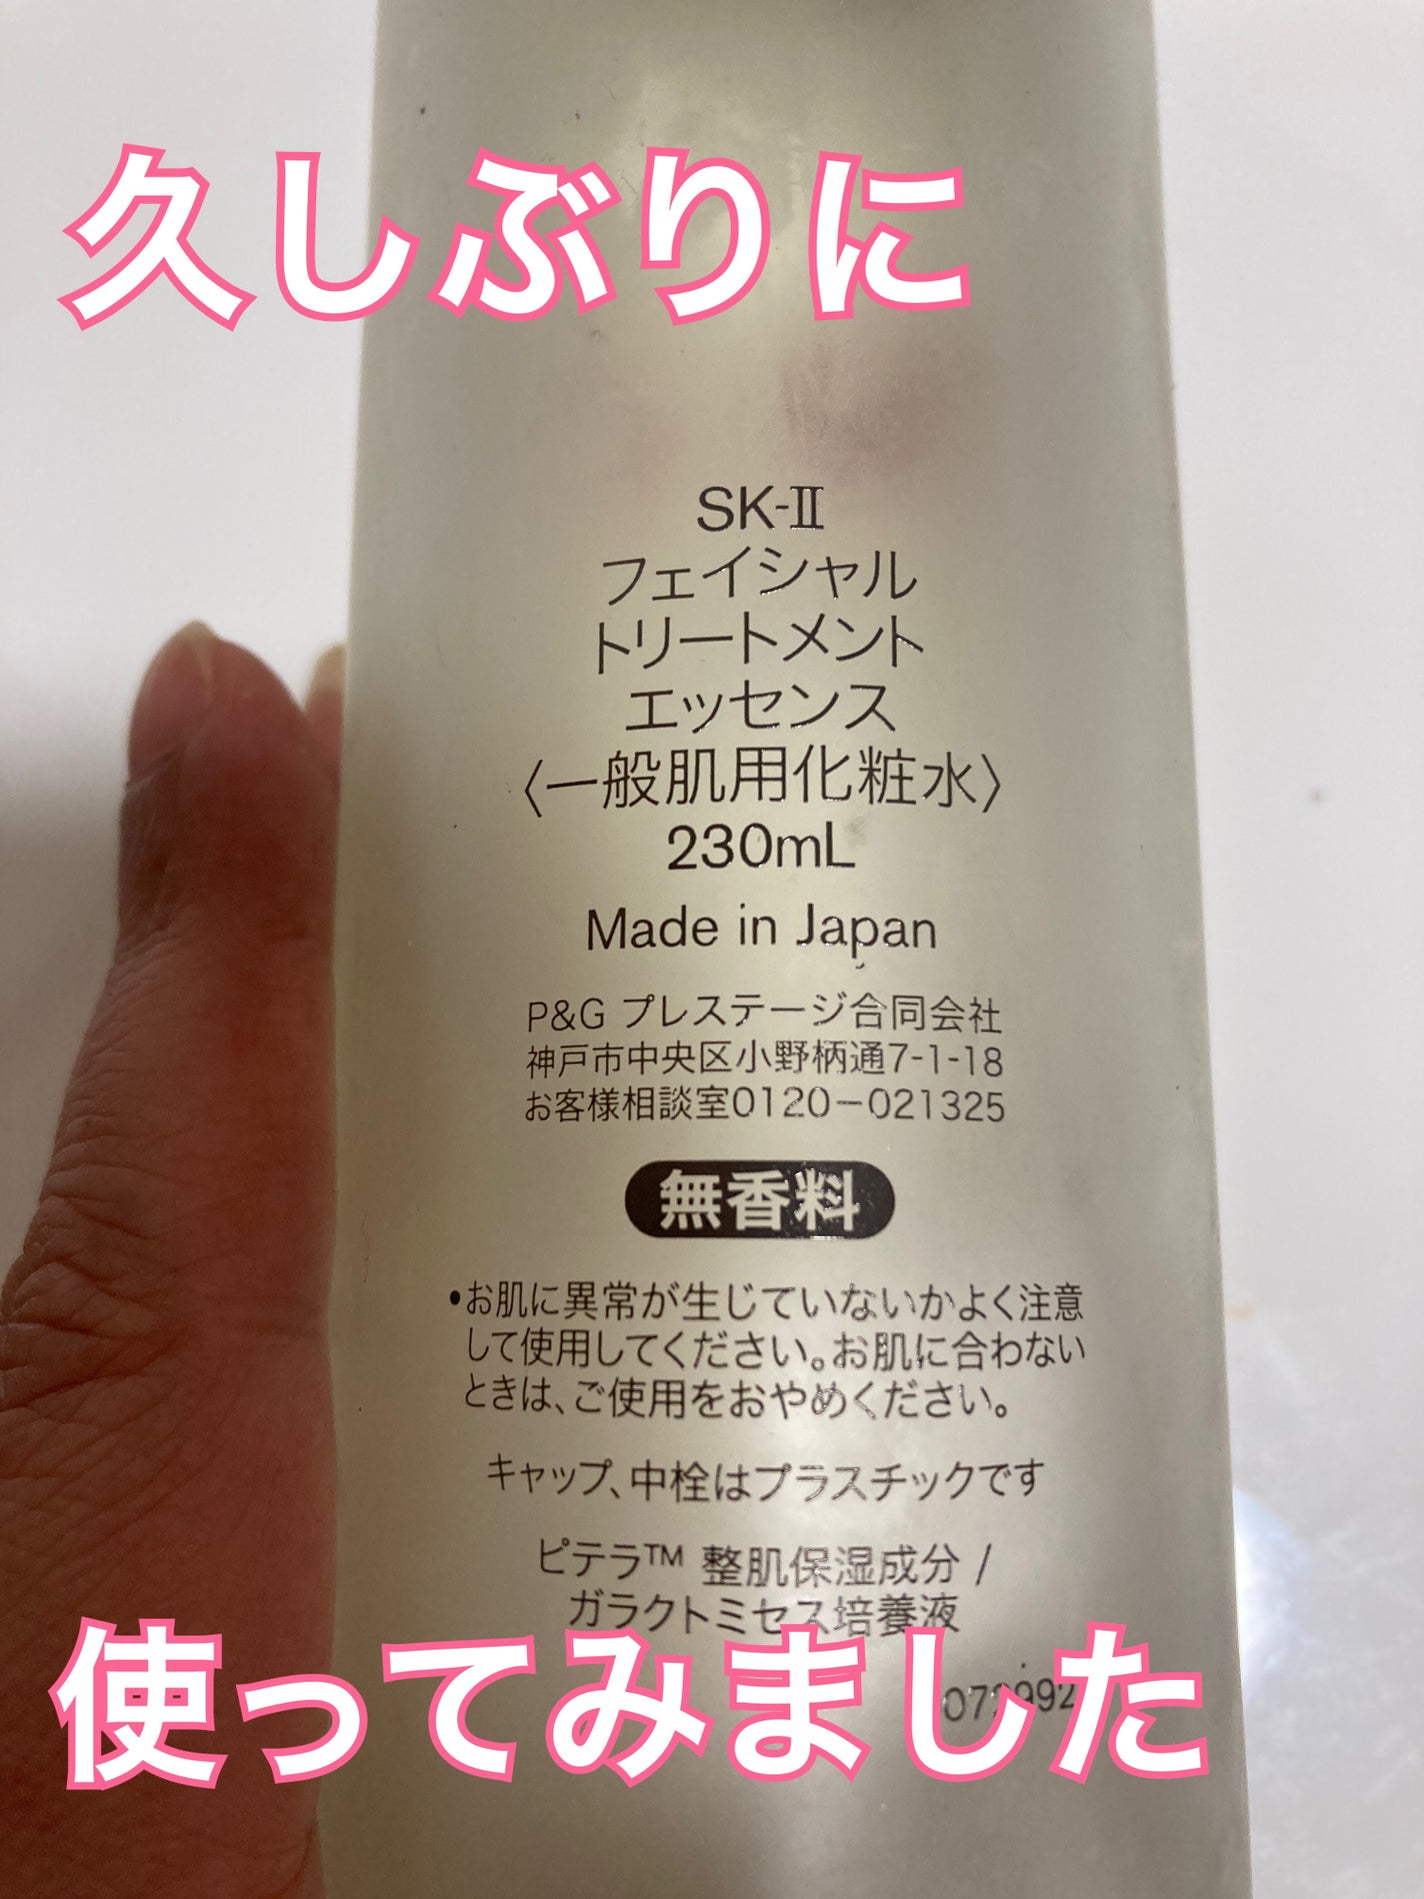 久しぶりに
SK-Ⅱ
フェイシャル
トリートメント
エッセンス
〈一般肌用化粧水〉
230mL
Made in Japan
P&G プレステージ合同会社
神戸市中央区小野柄通7-1-18
お客様相談室0120-021325
無香料
•お肌に異常が生じていないかよく注意
して使用してください。お肌に合わない
ときは、ご使用をおやめください。
キャップ、中栓はプラスチックです
ピテラ™ 整肌保湿成分 /
ガラクトミセス培養液
使ってみました